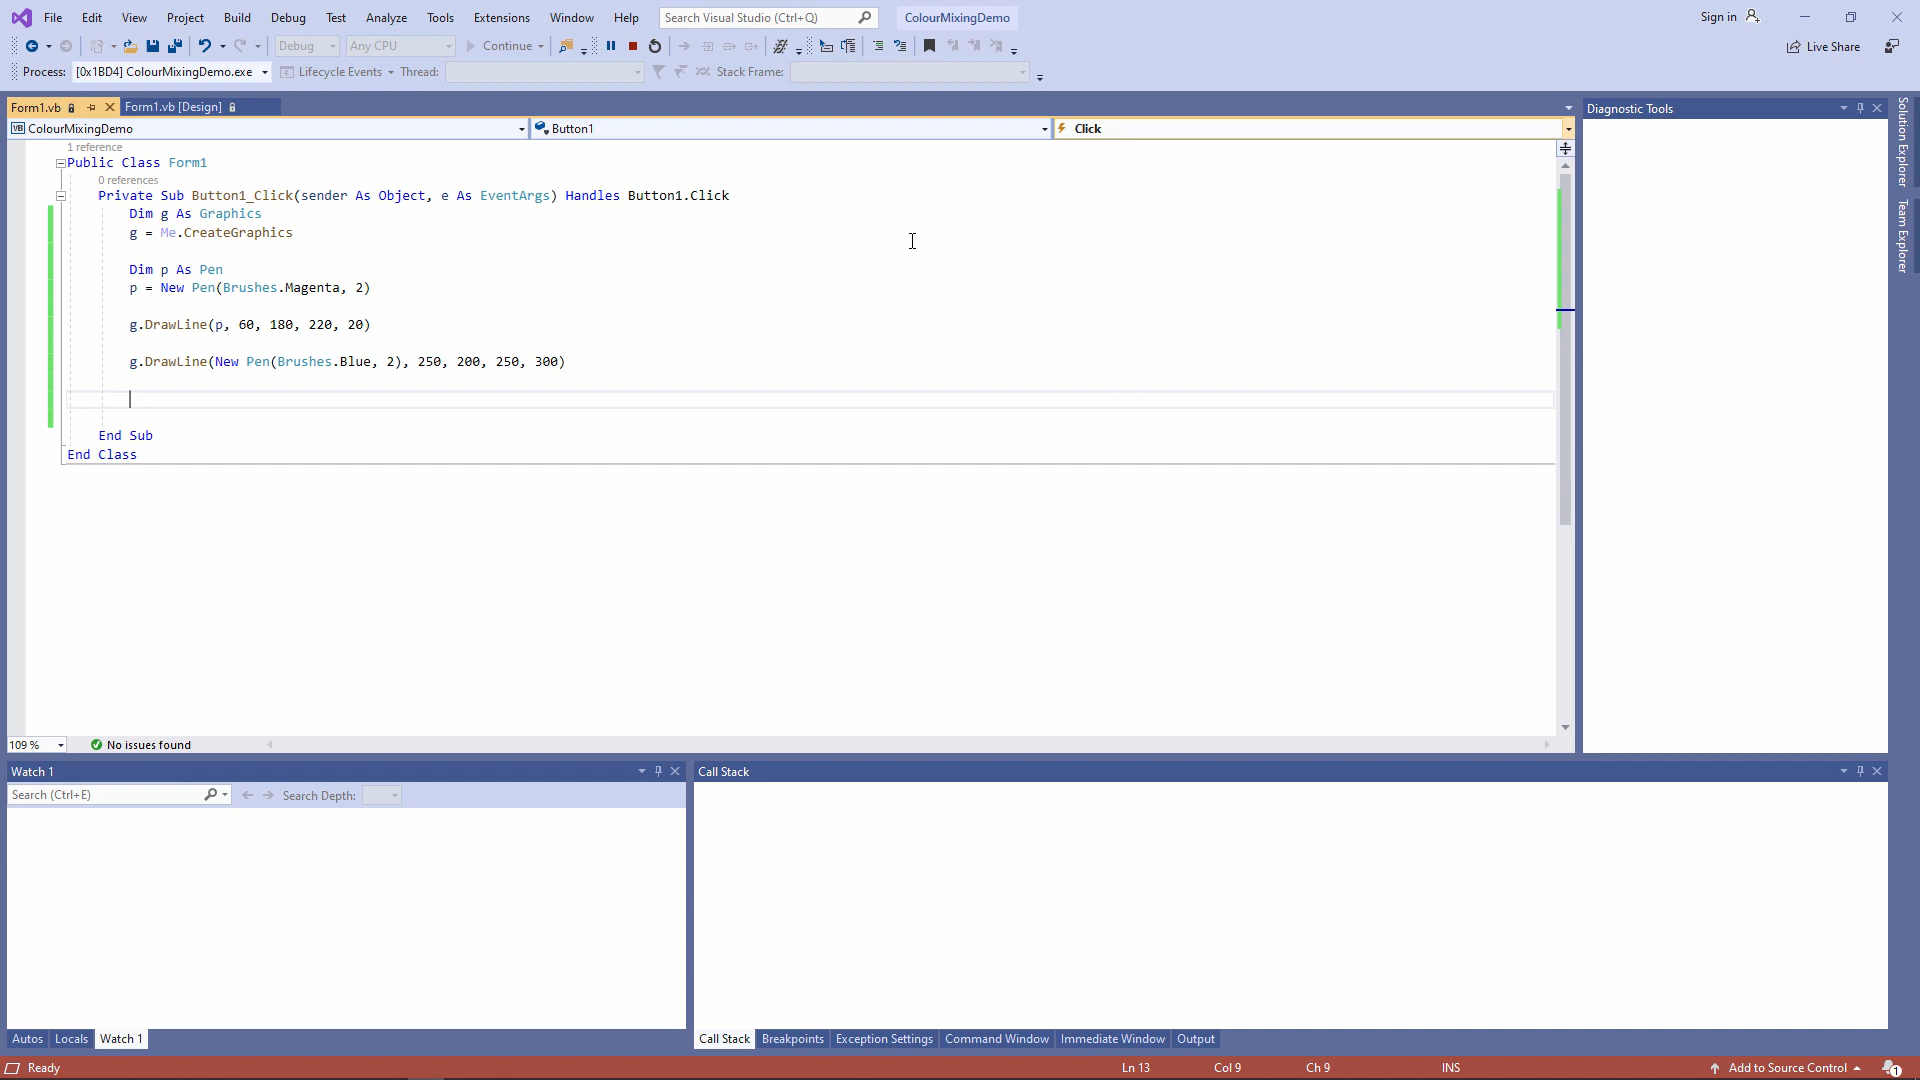 File Edit View Project Build Debug Test Analyze Tools Extensions Window Help Search Visual Studio (Ctrl+Q) ColourMixingDemo Sign in
Debug Any CPU Continue Live Share
Process: [0x1BD4] ColourMixingDemo.exe Lifecycle Events Thread: Stack Frame:
Form1.vb Form1.vb [Design] Diagnostic Tools
VB ColourMixingDemo Button1 Click
Solution Explorer
Team Explorer
1 reference
Public Class Form1
0 references
Private Sub Button1_Click(sender As Object, e As EventArgs) Handles Button1.Click
Dim g As Graphics
g = Me.CreateGraphics
Dim p As Pen
p = New Pen(Brushes.Magenta, 2)
g.DrawLine(p, 60, 180, 220, 20)
g.DrawLine(New Pen(Brushes.Blue, 2), 250, 200, 250, 300)
End Sub
End Class
109 % No issues found
Watch 1 Call Stack
Search (Ctrl+E) Search Depth:
Autos Locals Watch 1 Call Stack Breakpoints Exception Settings Command Window Immediate Window Output
Ready Ln 13 Col 9 Ch 9 INS Add to Source Control 1